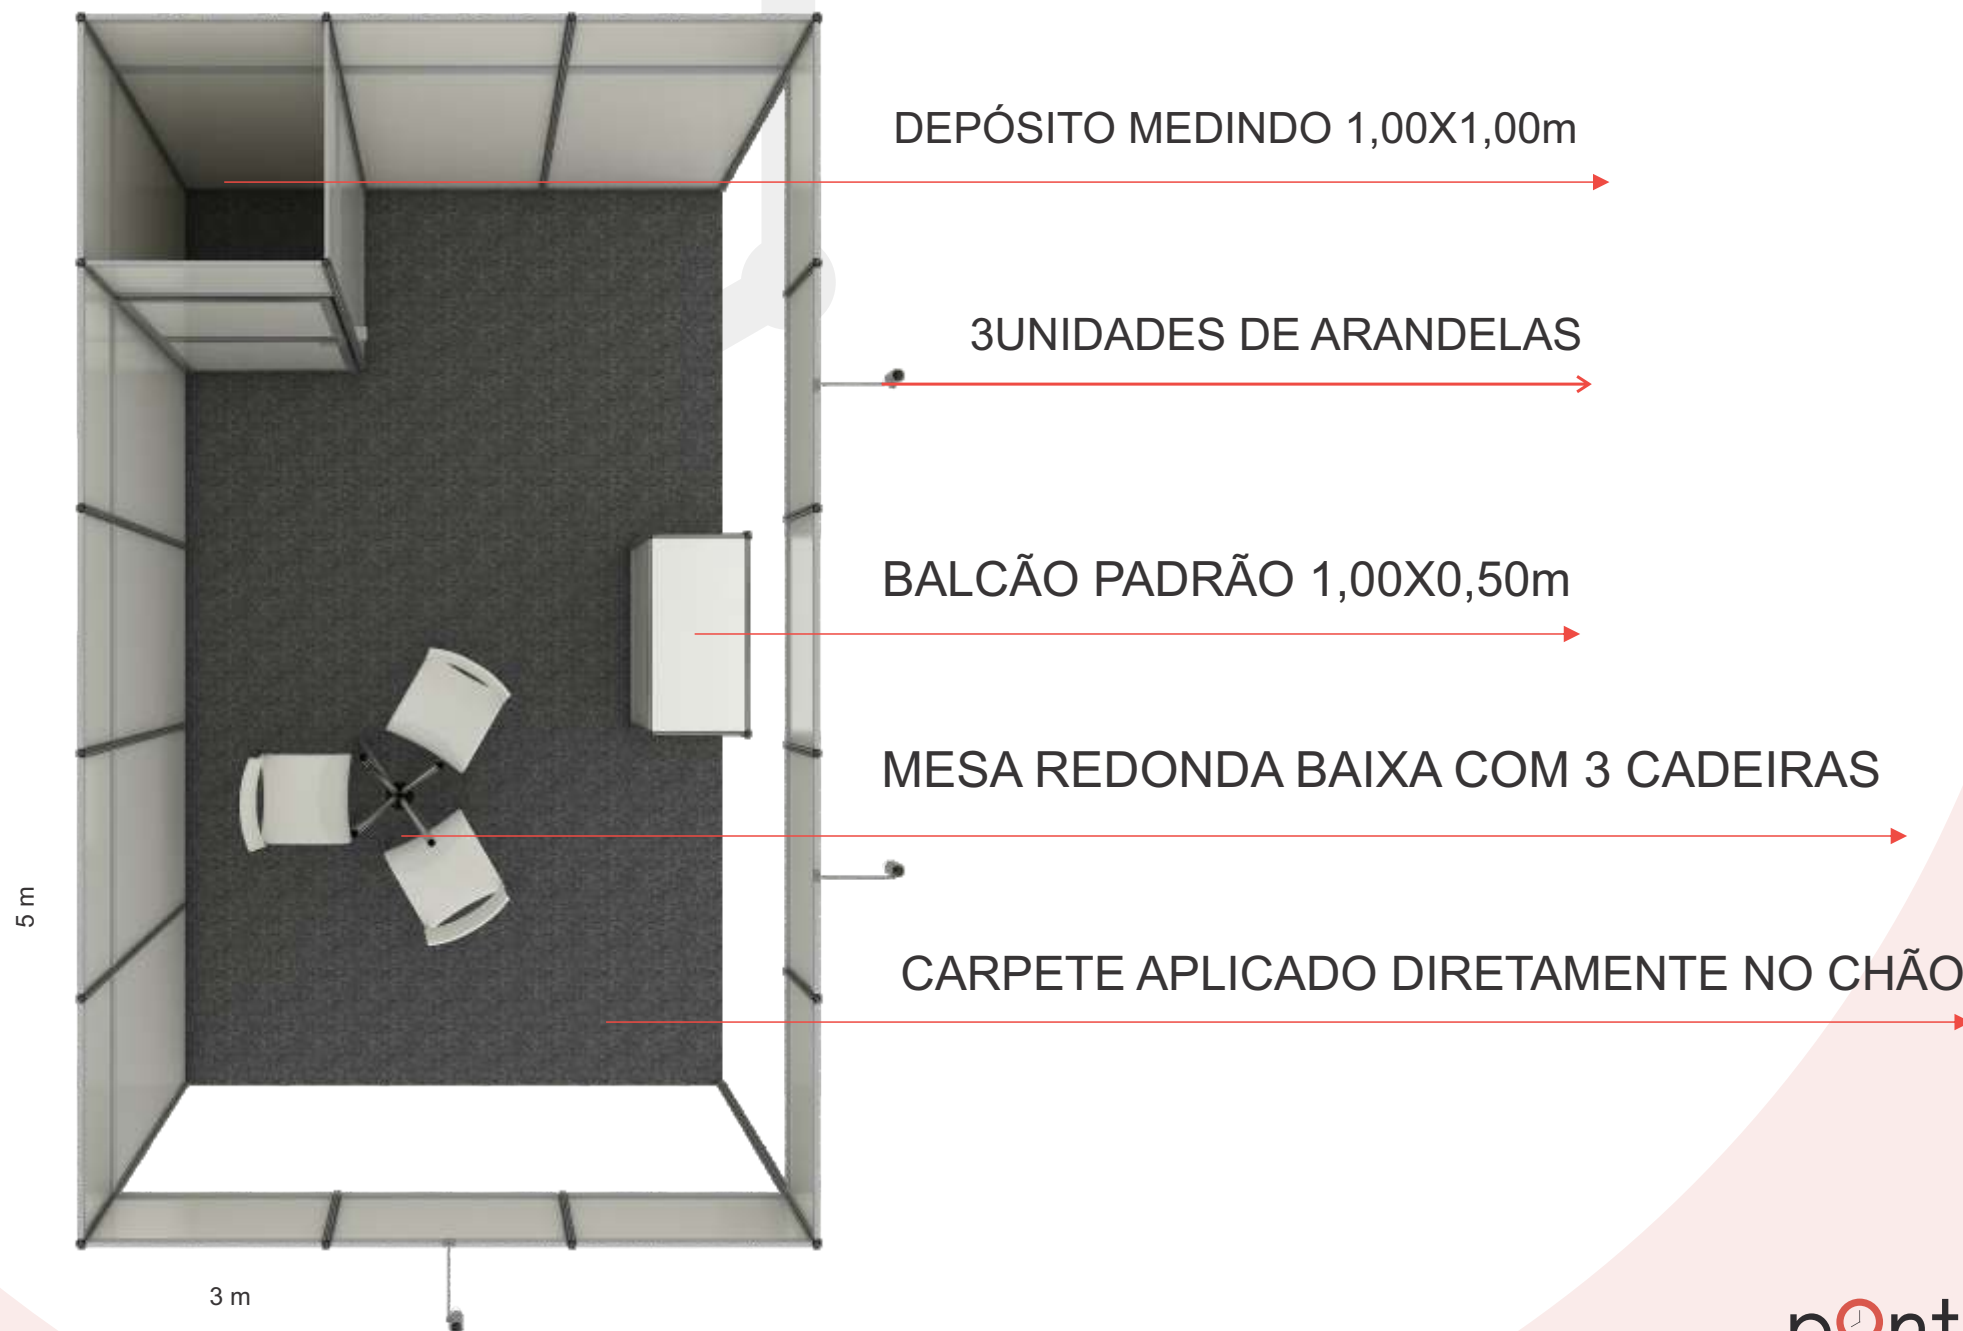 DEPÓSITO MEDINDO 1,00X1,00m
3UNIDADES DE ARANDELAS
BALCÃO PADRÃO 1,00X0,50m
MESA REDONDA BAIXA COM 3 CADEIRAS
5 m
CARPETE APLICADO DIRETAMENTE NO CHÃO
3 m